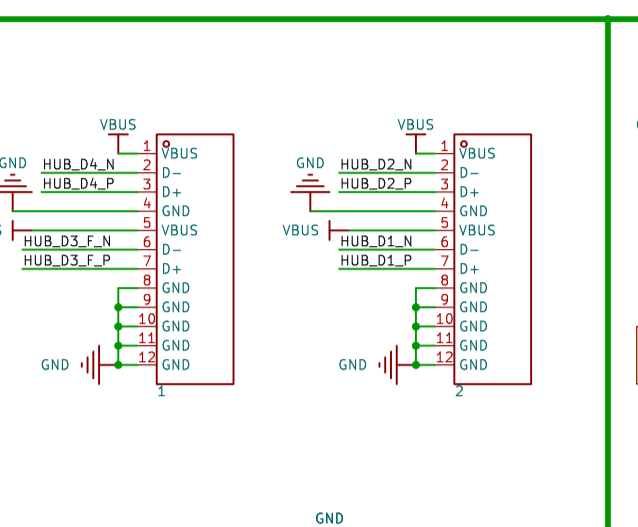 VBUS
1 VBUS
HUB_D4_N 2 D-
GND
HUB_D4_P 3 D+
4 GND
5 VBUS
HUB_D3_F_N 6 D-
HUB_D3_F_P 7 D+
8 GND
9 GND
10 GND
11 GND
GND 12 GND
1
VBUS
1 VBUS
HUB_D2_N 2 D-
GND
HUB_D2_P 3 D+
4 GND
VBUS 5 VBUS
HUB_D1_N 6 D-
HUB_D1_P 7 D+
8 GND
9 GND
10 GND
11 GND
GND 12 GND
2
GND